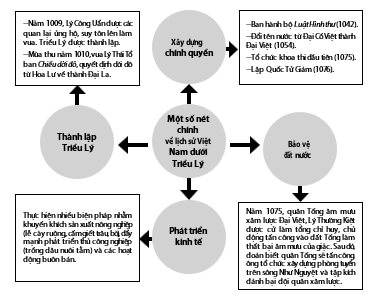 –Năm 1009, Lý Công Uẩn được các
quan lại ủng hộ, suy tôn lên làm
vua. Triều Lý được thành lập.
–Mùa thu năm 1010, vua Lý Thái Tổ
ban Chiếu dời đô, quyết định dời đô
từ Hoa Lư về thành Đại La.
Xây dựng
chính quyền
–Ban hành bộ Luật Hình thư (1042).
–Đổi tên nước từ Đại Cồ Việt thành
Đại Việt (1054).
–Tổ chức khoa thi đầu tiên (1075).
–Lập Quốc Tử Giám (1076).
Thành lập
Triều Lý
Một số nét
chính
về lịch sử Việt
Nam dưới
Triều Lý
Bảo vệ
đất nước
Thực hiện nhiều biện pháp nhằm
khuyến khích sản xuất nông nghiệp
(lễ cày ruộng, cấm giết trâu, bò), đẩy
mạnh phát triển thủ công nghiệp
(trồng dâu nuôi tằm) và các hoạt
động buôn bán.
Phát triển
kinh tế
Năm 1075, quân Tống âm mưu
xâm lược Đại Việt, Lý Thường Kiệt
được cử làm tổng chỉ huy, chủ
động tấn công vào đất Tống làm
thất bại âm mưu của giặc. Sau đó,
đoán biết quân Tống sẽ tấn công
ông tổ chức xây dựng phòng tuyến
trên sông Như Nguyệt và tập kích
đánh bại đội quân xâm lược.